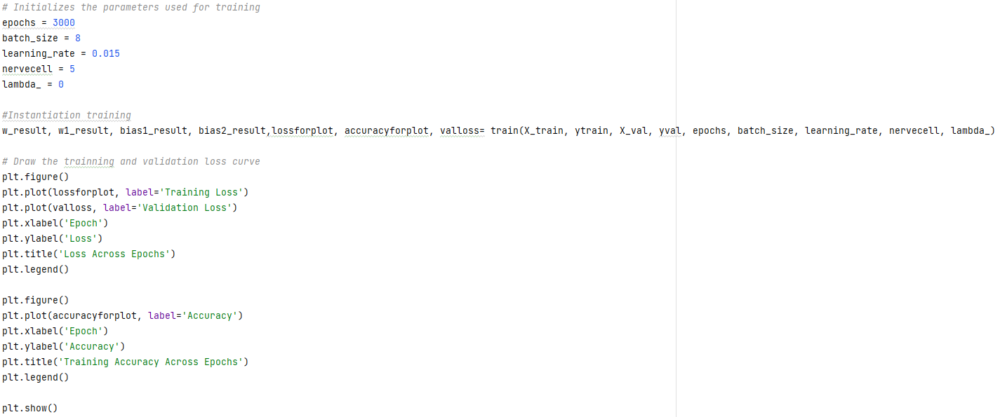 # Initializes the parameters used for training
epochs = 3000
batch_size = 8
learning_rate = 0.015
nervecell = 5
lambda_ = 0
#Instantiation training
w_result, w1_result, bias1_result, bias2_result,lossforplot, accuracyforplot, valloss= train(X_train, ytrain, X_val, yval, epochs, batch_size, learning_rate, nervecell, lambda_)
# Draw the trainning and validation loss curve
plt.figure()
plt.plot(lossforplot, label='Training Loss')
plt.plot(valloss, label='Validation Loss')
plt.xlabel('Epoch')
plt.ylabel('Loss')
plt.title('Loss Across Epochs')
plt.legend()
plt.figure()
plt.plot(accuracyforplot, label='Accuracy')
plt.xlabel('Epoch')
plt.ylabel('Accuracy')
plt.title('Training Accuracy Across Epochs')
plt.legend()
plt.show()